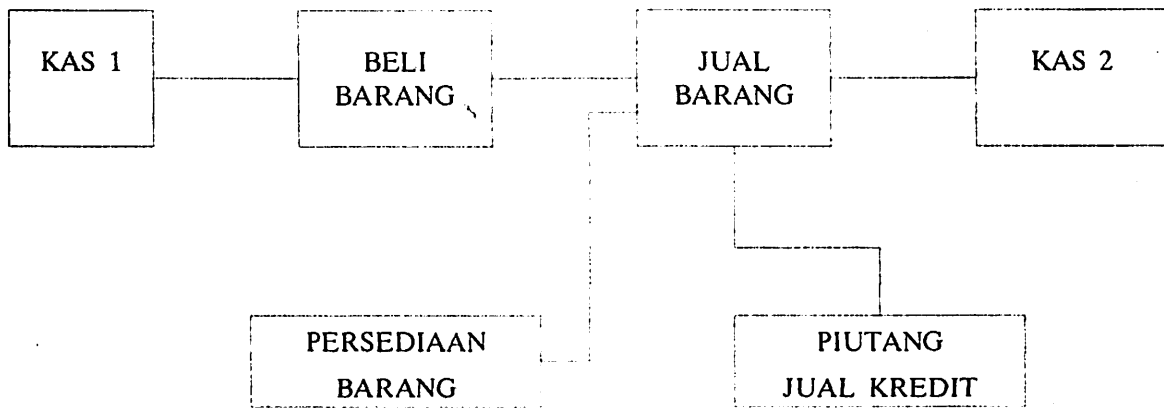 KAS 1
BELI
BARANG
JUAL
BARANG
KAS 2
PERSEDIAAN
BARANG
PIUTANG
JUAL KREDIT